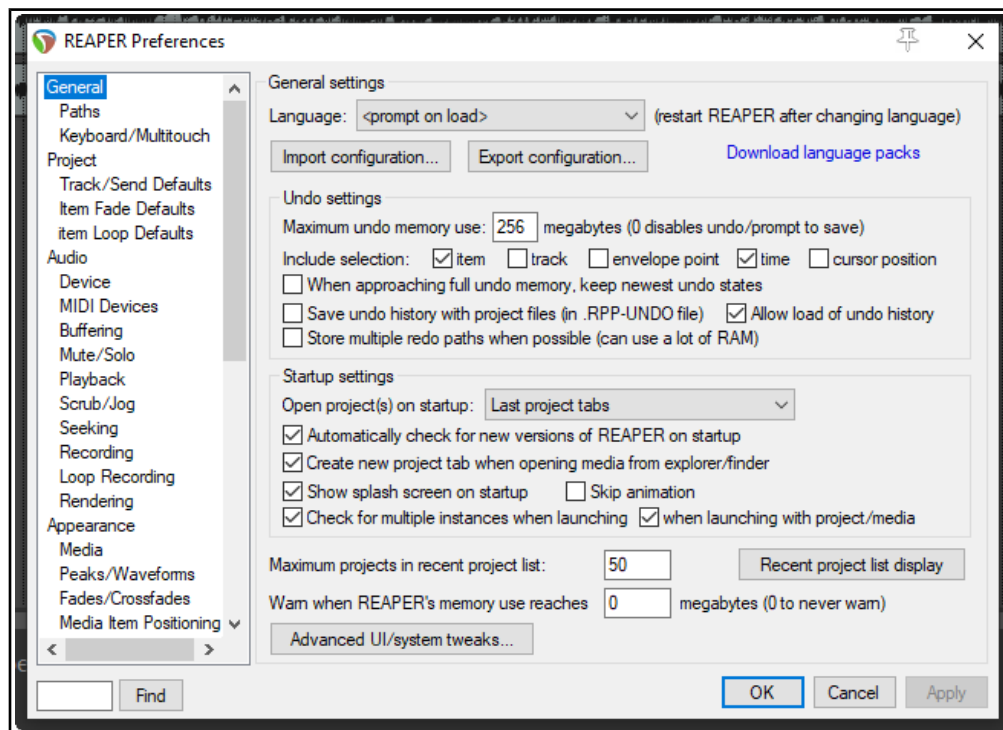 REAPER Preferences
General
Paths
Keyboard/Multitouch
Project
Track/Send Defaults
Item Fade Defaults
item Loop Defaults
Audio
Device
MIDI Devices
Buffering
Mute/Solo
Playback
Scrub/Jog
Seeking
Recording
Loop Recording
Rendering
Appearance
Media
Peaks/Waveforms
Fades/Crossfades
Media Item Positioning
Find
General settings
Language: <prompt on load> (restart REAPER after changing language)
Import configuration... Export configuration... Download language packs
Undo settings
Maximum undo memory use: 256 megabytes (0 disables undo/prompt to save)
Include selection: item track envelope point time cursor position
When approaching full undo memory, keep newest undo states
Save undo history with project files (in .RPP-UNDO file) Allow load of undo history
Store multiple redo paths when possible (can use a lot of RAM)
Startup settings
Open project(s) on startup: Last project tabs
Automatically check for new versions of REAPER on startup
Create new project tab when opening media from explorer/finder
Show splash screen on startup Skip animation
Check for multiple instances when launching when launching with project/media
Maximum projects in recent project list: 50 Recent project list display
Warn when REAPER's memory use reaches 0 megabytes (0 to never warn)
Advanced UI/system tweaks...
OK Cancel Apply